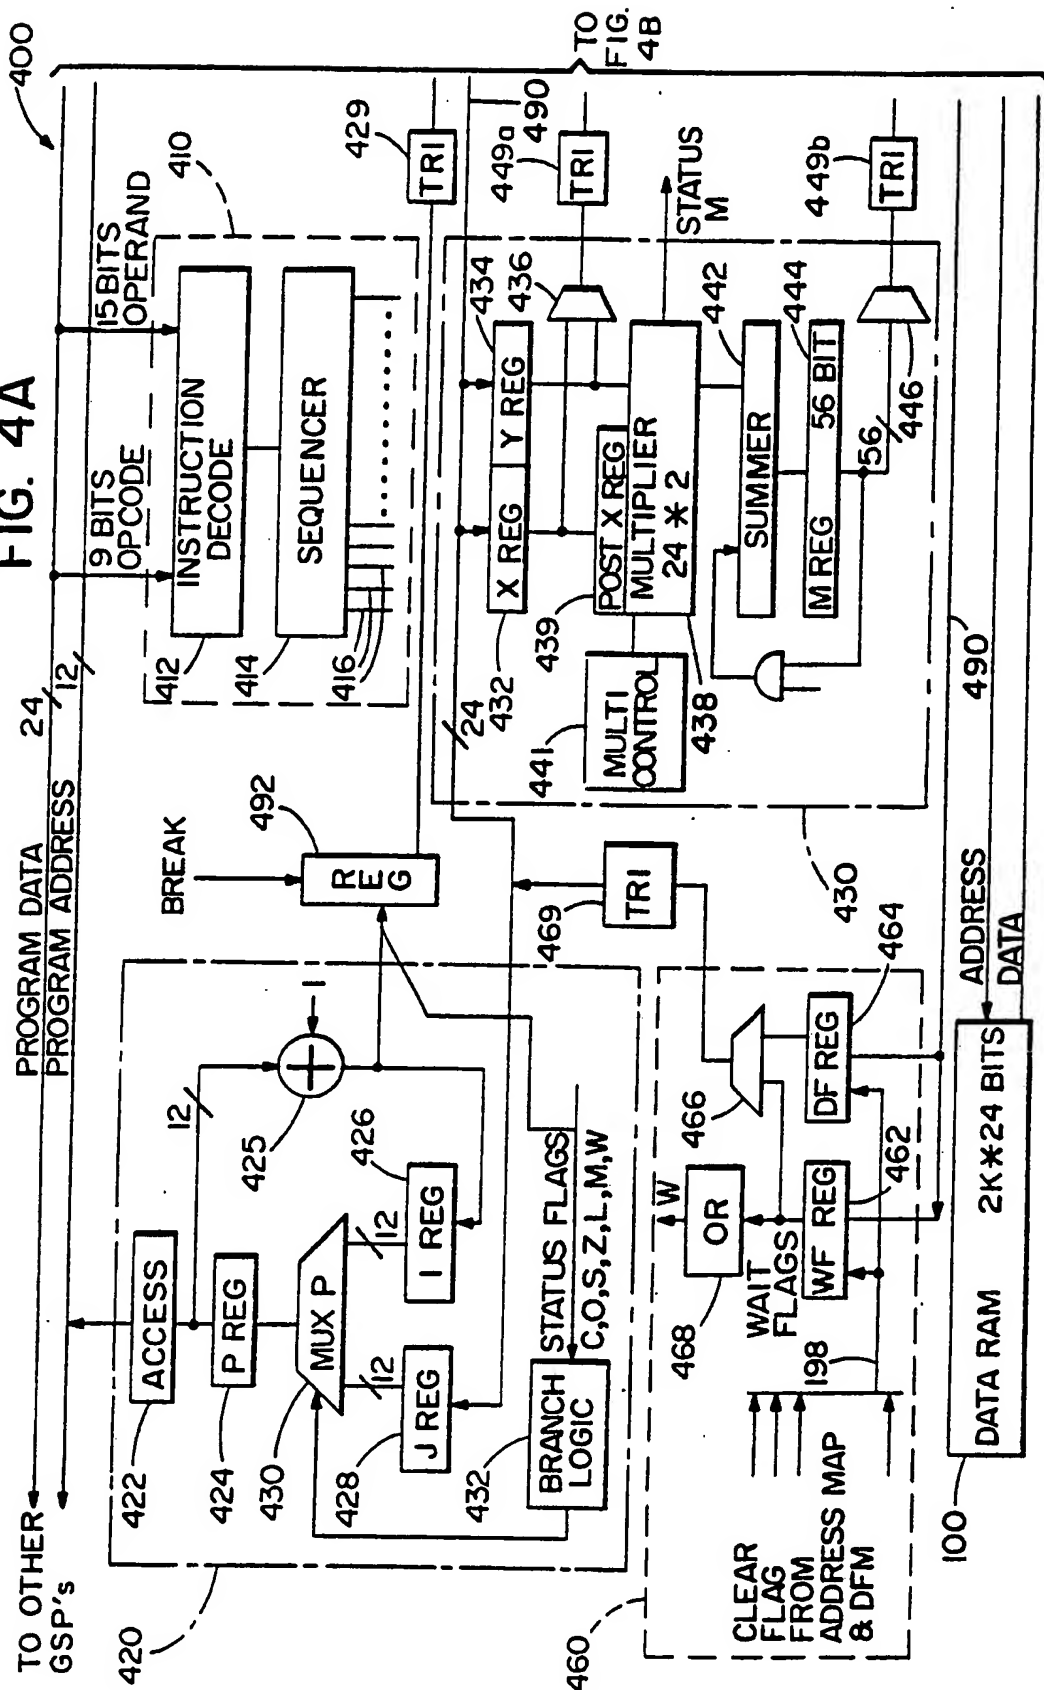 FIG. 4A
400
TO OTHER
GSP's
PROGRAM DATA
PROGRAM ADDRESS
24
12
9 BITS
OPCODE
15 BITS
OPERAND
410
412
INSTRUCTION
DECODE
414
SEQUENCER
416
420
422
ACCESS
424
P REG
430
MUX P
12
12
12
428
J REG
I REG
426
425
1
432
BRANCH
LOGIC
STATUS FLAGS
C,O,S,Z,L,M,W
BREAK
492
REG
429
TRI
490
TO
FIG.
4B
24
432
X REG
Y REG
434
436
449a
TRI
439
POST X REG
MULTIPLIER
24 * 2
438
441
MULTI
CONTROL
STATUS
M
SUMMER
442
M REG 56 BIT
444
56
446
449b
TRI
430
469
TRI
460
468
OR
W
466
WAIT
FLAGS
WF REG
462
DF REG
464
198
CLEAR
FLAG
FROM
ADDRESS MAP
& DFM
490
ADDRESS
DATA
100
DATA RAM 2K*24 BITS